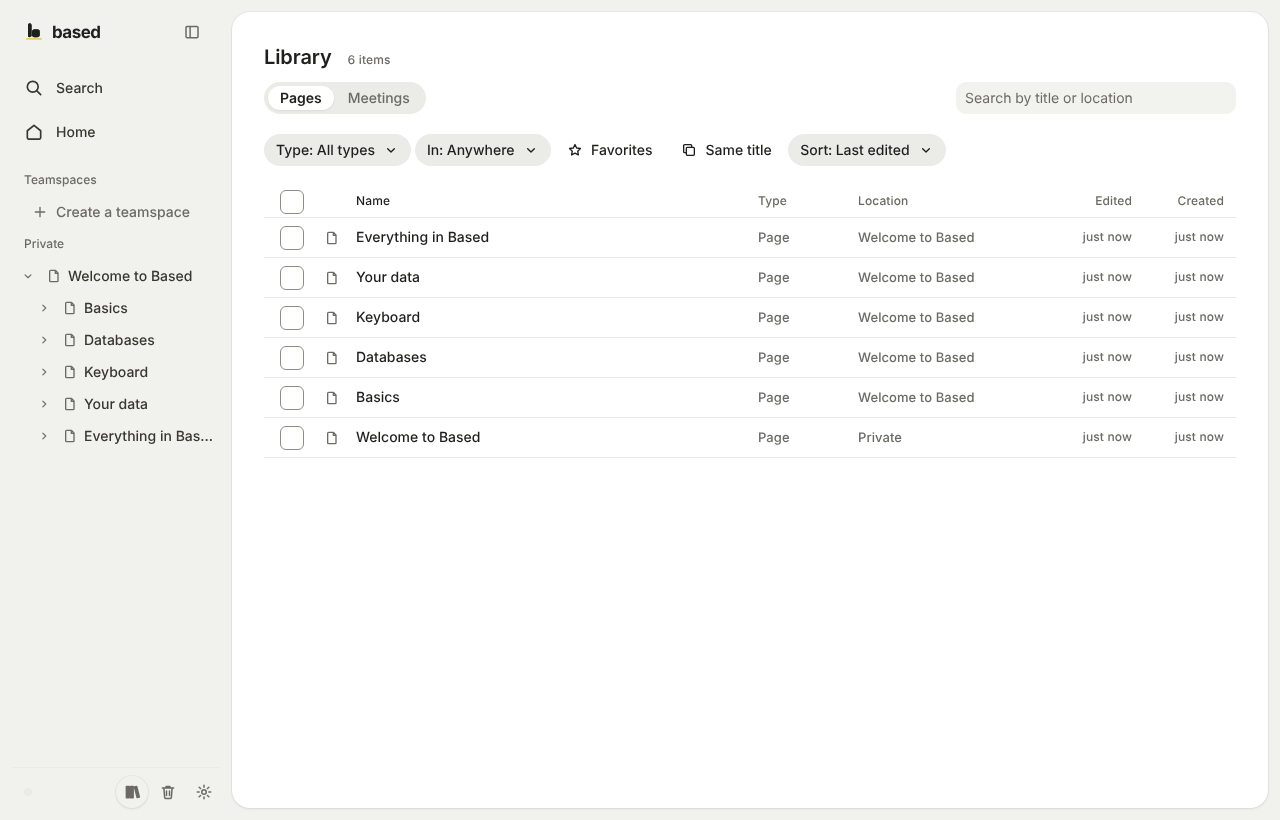 based
Search
Home
Teamspaces
Create a teamspace
Private
Welcome to Based
Basics
Databases
Keyboard
Your data
Everything in Bas...
Library 6 items
Pages Meetings
Search by title or location
Type: All types In: Anywhere Favorites Same title Sort: Last edited
Name Type Location Edited Created
Everything in Based Page Welcome to Based just now just now
Your data Page Welcome to Based just now just now
Keyboard Page Welcome to Based just now just now
Databases Page Welcome to Based just now just now
Basics Page Welcome to Based just now just now
Welcome to Based Page Private just now just now